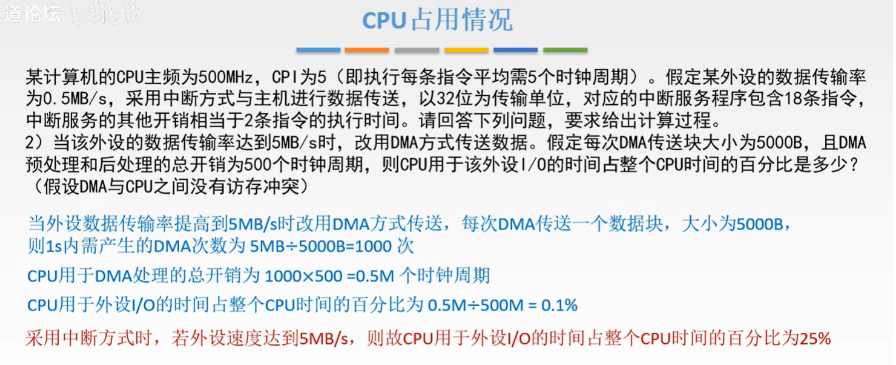 道论坛
CPU占用情况
某计算机的CPU主频为500MHz，CPI为5（即执行每条指令平均需5个时钟周期）。假定某外设的数据传输率
为0.5MB/s，采用中断方式与主机进行数据传送，以32位为传输单位，对应的中断服务程序包含18条指令，
中断服务的其他开销相当于2条指令的执行时间。请回答下列问题，要求给出计算过程。
2）当该外设的数据传输率达到5MB/s时，改用DMA方式传送数据。假定每次DMA传送块大小为5000B，且DMA
预处理和后处理的总开销为500个时钟周期，则CPU用于该外设I/O的时间占整个CPU时间的百分比是多少？
（假设DMA与CPU之间没有访存冲突）
当外设数据传输率提高到5MB/s时改用DMA方式传送，每次DMA传送一个数据块，大小为5000B，
则1s内需产生的DMA次数为 5MB÷5000B=1000 次
CPU用于DMA处理的总开销为 1000×500 =0.5M 个时钟周期
CPU用于外设I/O的时间占整个CPU时间的百分比为 0.5M÷500M = 0.1%
采用中断方式时，若外设速度达到5MB/s，则故CPU用于外设I/O的时间占整个CPU时间的百分比为25%